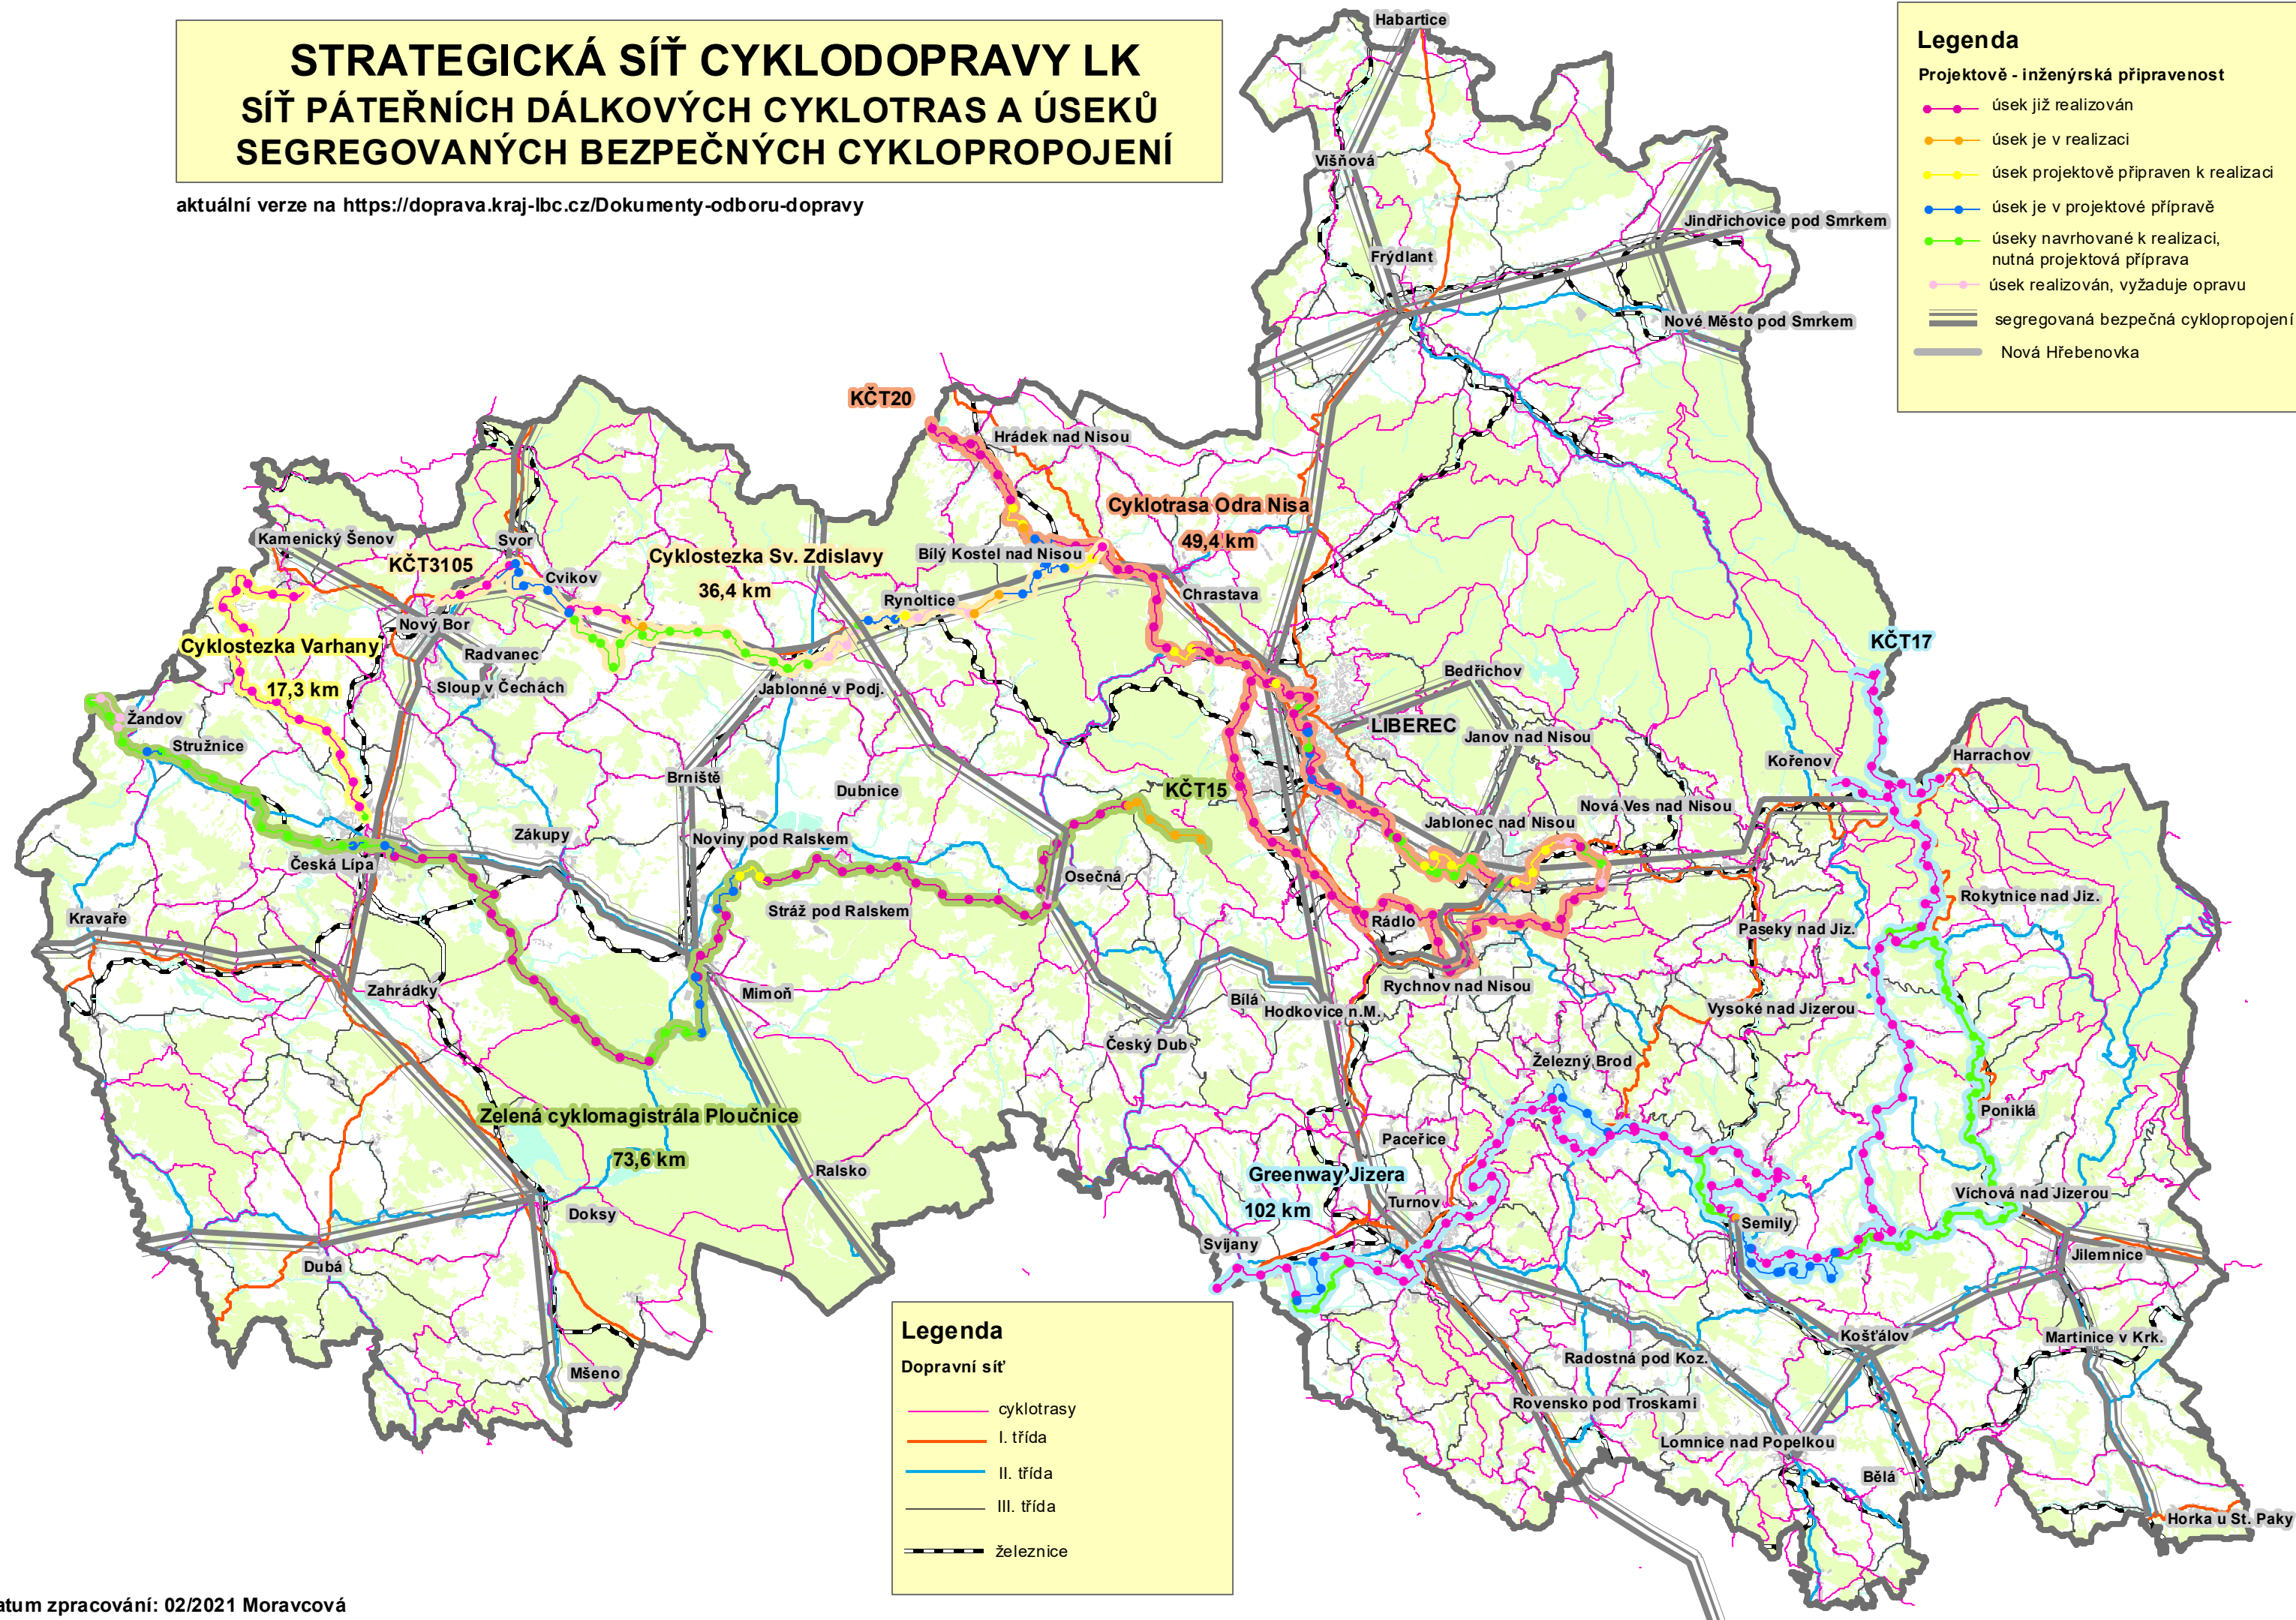 STRATEGICKÁ SÍŤ CYKLODOPRAVY LK
SÍŤ PÁTEŘNÍCH DÁLKOVÝCH CYKLOTRAS A ÚSEKŮ
SEGREGOVANÝCH BEZPEČNÝCH CYKLOPROPOJENÍ
aktuální verze na https://doprava.kraj-lbc.cz/Dokumenty-odboru-dopravy
Legenda
Projektově - inženýrská připravenost
úsek již realizován
úsek je v realizaci
úsek projektově připraven k realizaci
úsek je v projektové přípravě
úseky navrhované k realizaci,
nutná projektová příprava
úsek realizován, vyžaduje opravu
segregovaná bezpečná cyklopropojení
Nová Hřebenovka
Habartice
Višňová
Jindřichovice pod Smrkem
Frýdlant
Nové Město pod Smrkem
KČT20
Hrádek nad Nisou
Cyklotrasa Odra Nisa
49,4 km
Kamenický Šenov
Svor
KČT3105
Cvikov
Cyklostezka Sv. Zdislavy
36,4 km
Bílý Kostel nad Nisou
Rynoltice
Chrastava
Nový Bor
Cyklostezka Varhany
17,3 km
Radvanec
Sloup v Čechách
Jablonné v Podj.
KČT17
Bedřichov
LIBEREC
Janov nad Nisou
Žandov
Stružnice
Brniště
Dubnice
KČT15
Kořenov
Harrachov
Nová Ves nad Nisou
Jablonec nad Nisou
Zákupy
Noviny pod Ralskem
Česká Lípa
Osečná
Kravaře
Stráž pod Ralskem
Rádlo
Rokytnice nad Jiz.
Paseky nad Jiz.
Zahrádky
Mimoň
Rychnov nad Nisou
Bílá
Hodkovice n.M.
Vysoké nad Jizerou
Český Dub
Železný Brod
Zelená cyklomagistrála Ploučnice
73,6 km
Poniklá
Paceřice
Ralsko
Greenway Jizera
102 km
Turnov
Víchová nad Jizerou
Doksy
Semily
Svijany
Jilemnice
Dubá
Košťálov
Martinice v Krk.
Mšeno
Radostná pod Koz.
Rovensko pod Troskami
Lomnice nad Popelkou
Bělá
Horka u St. Paky
Legenda
Dopravní síť
cyklotrasy
I. třída
II. třída
III. třída
železnice
atum zpracování: 02/2021 Moravcová